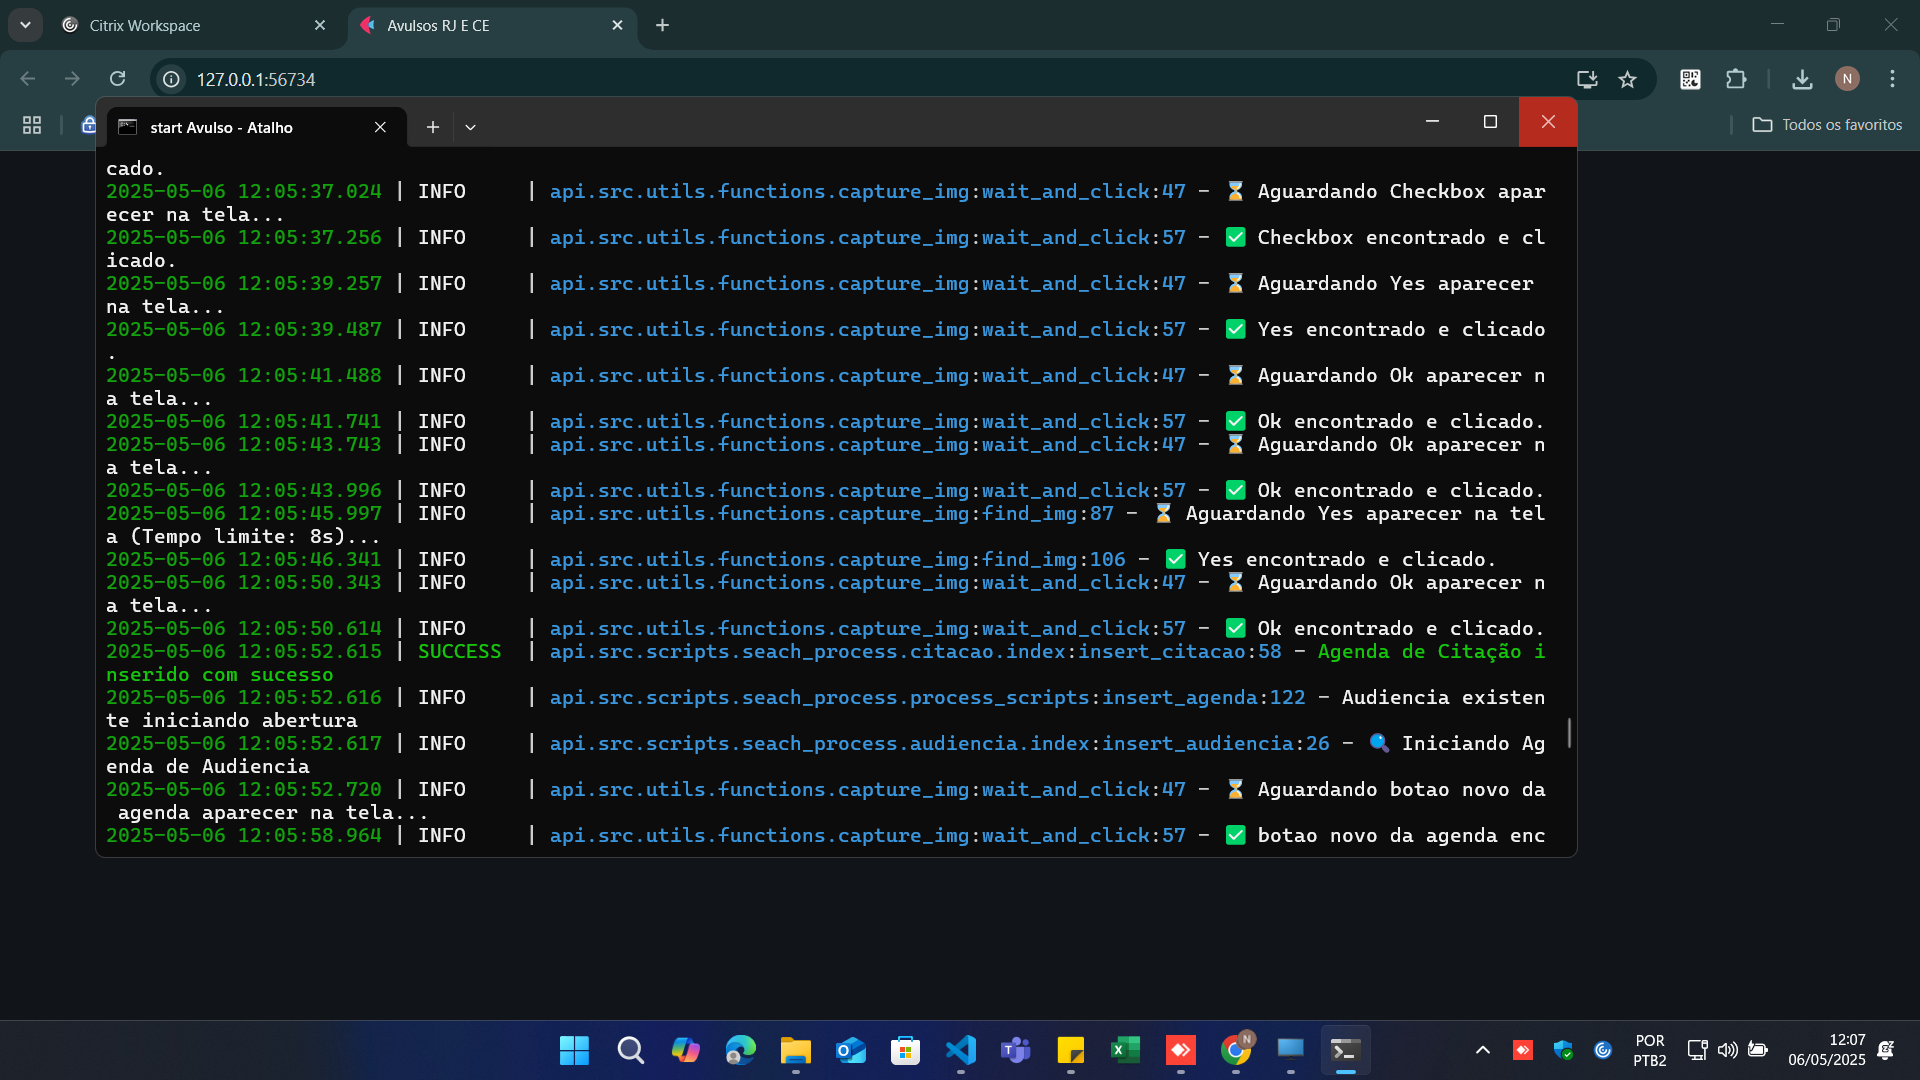 Citrix Workspace
Avulsos RJ E CE
127.0.0.1:56734
N
Todos os favoritos
start Avulso - Atalho
cado.
2025-05-06 12:05:37.024 | INFO     | api.src.utils.functions.capture_img:wait_and_click:47 - ⏳ Aguardando Checkbox apar
ecer na tela...
2025-05-06 12:05:37.256 | INFO     | api.src.utils.functions.capture_img:wait_and_click:57 - ✅ Checkbox encontrado e cl
icado.
2025-05-06 12:05:39.257 | INFO     | api.src.utils.functions.capture_img:wait_and_click:47 - ⏳ Aguardando Yes aparecer
na tela...
2025-05-06 12:05:39.487 | INFO     | api.src.utils.functions.capture_img:wait_and_click:57 - ✅ Yes encontrado e clicado
.
2025-05-06 12:05:41.488 | INFO     | api.src.utils.functions.capture_img:wait_and_click:47 - ⏳ Aguardando Ok aparecer n
a tela...
2025-05-06 12:05:41.741 | INFO     | api.src.utils.functions.capture_img:wait_and_click:57 - ✅ Ok encontrado e clicado.
2025-05-06 12:05:43.743 | INFO     | api.src.utils.functions.capture_img:wait_and_click:47 - ⏳ Aguardando Ok aparecer n
a tela...
2025-05-06 12:05:43.996 | INFO     | api.src.utils.functions.capture_img:wait_and_click:57 - ✅ Ok encontrado e clicado.
2025-05-06 12:05:45.997 | INFO     | api.src.utils.functions.capture_img:find_img:87 - ⏳ Aguardando Yes aparecer na tel
a (Tempo limite: 8s)...
2025-05-06 12:05:46.341 | INFO     | api.src.utils.functions.capture_img:find_img:106 - ✅ Yes encontrado e clicado.
2025-05-06 12:05:50.343 | INFO     | api.src.utils.functions.capture_img:wait_and_click:47 - ⏳ Aguardando Ok aparecer n
a tela...
2025-05-06 12:05:50.614 | INFO     | api.src.utils.functions.capture_img:wait_and_click:57 - ✅ Ok encontrado e clicado.
2025-05-06 12:05:52.615 | SUCCESS  | api.src.scripts.seach_process.citacao.index:insert_citacao:58 - Agenda de Citação i
nserido com sucesso
2025-05-06 12:05:52.616 | INFO     | api.src.scripts.seach_process.process_scripts:insert_agenda:122 - Audiencia existen
te iniciando abertura
2025-05-06 12:05:52.617 | INFO     | api.src.scripts.seach_process.audiencia.index:insert_audiencia:26 - 🔍 Iniciando Ag
enda de Audiencia
2025-05-06 12:05:52.720 | INFO     | api.src.utils.functions.capture_img:wait_and_click:47 - ⏳ Aguardando botao novo da
 agenda aparecer na tela...
2025-05-06 12:05:58.964 | INFO     | api.src.utils.functions.capture_img:wait_and_click:57 - ✅ botao novo da agenda enc
N
POR
PTB2
12:07
06/05/2025